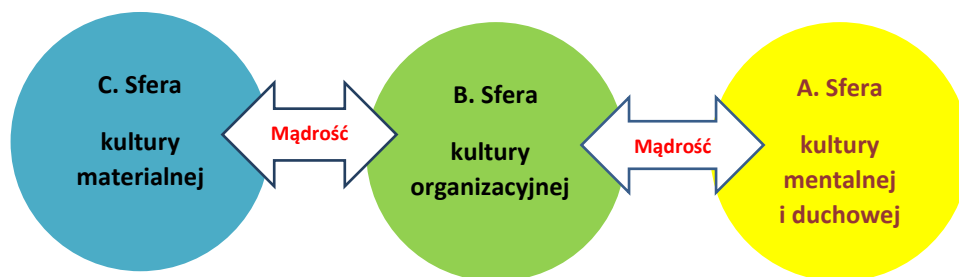 C. Sfera
kultury
materialnej
Mądrość
B. Sfera
kultury
organizacyjnej
Mądrość
A. Sfera
kultury
mentalnej
i duchowej